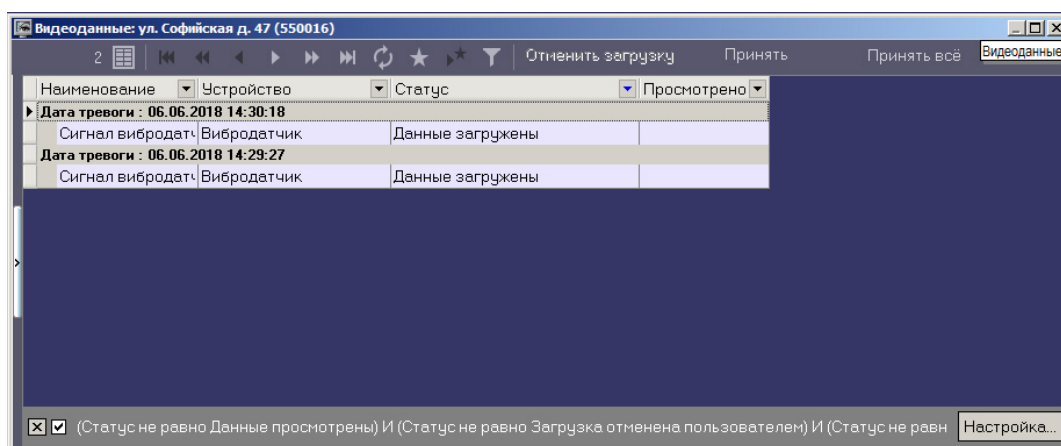 Видеоданные: ул. Софийская д. 47 (550016)
2 Отменить загрузку Принять Принять всё Видеоданные
Наименование Устройство Статус Просмотрено
Дата тревоги : 06.06.2018 14:30:18
Сигнал вибродатч Вибродатчик Данные загружены
Дата тревоги : 06.06.2018 14:29:27
Сигнал вибродатч Вибродатчик Данные загружены
(Статус не равно Данные просмотрены) И (Статус не равно Загрузка отменена пользователем) И (Статус не равн Настройка...